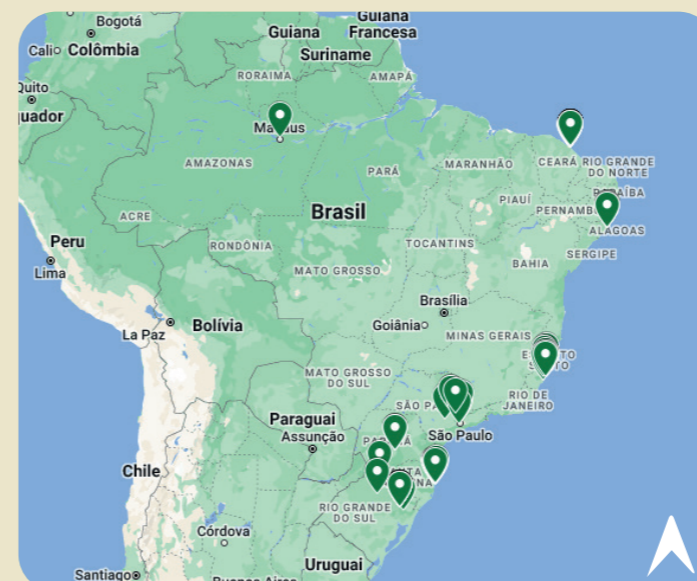 Guiana
Bogotá
Guiana
Francesa
Cali
Colômbia
Suriname
RORAIMA
AMAPÁ
Quito
uador
AMAZONAS
PARÁ
MARANHÃO
CEARÁ
RIO GRANDE
DO NORTE
PIAUÍ
ACRE
Brasil
ALAGOAS
Peru
RONDÔNIA
TOCANTINS
SERGIPE
BAHIA
Lima
MATO GROSSO
Brasília
La Paz
Bolívia
Goiânia
MINAS GERAIS
MATO GROSSO
DO SUL
RIO DE
JANEIRO
Paraguai
São Paulo
Assunção
Chile
RIO GRANDE
DO SUL
Córdova
Uruguai
Santiago